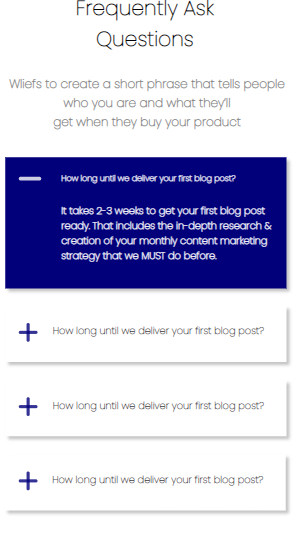 Frequently Ask
Questions
Wliefs to create a short phrase that tells people
who you are and what they'll
get when they buy your product
How long until we deliver your first blog post?
It takes 2-3 weeks to get your first blog post
ready. That includes the in-depth research &
creation of your monthly content marketing
strategy that we MUST do before.
How long until we deliver your first blog post?
How long until we deliver your first blog post?
How long until we deliver your first blog post?